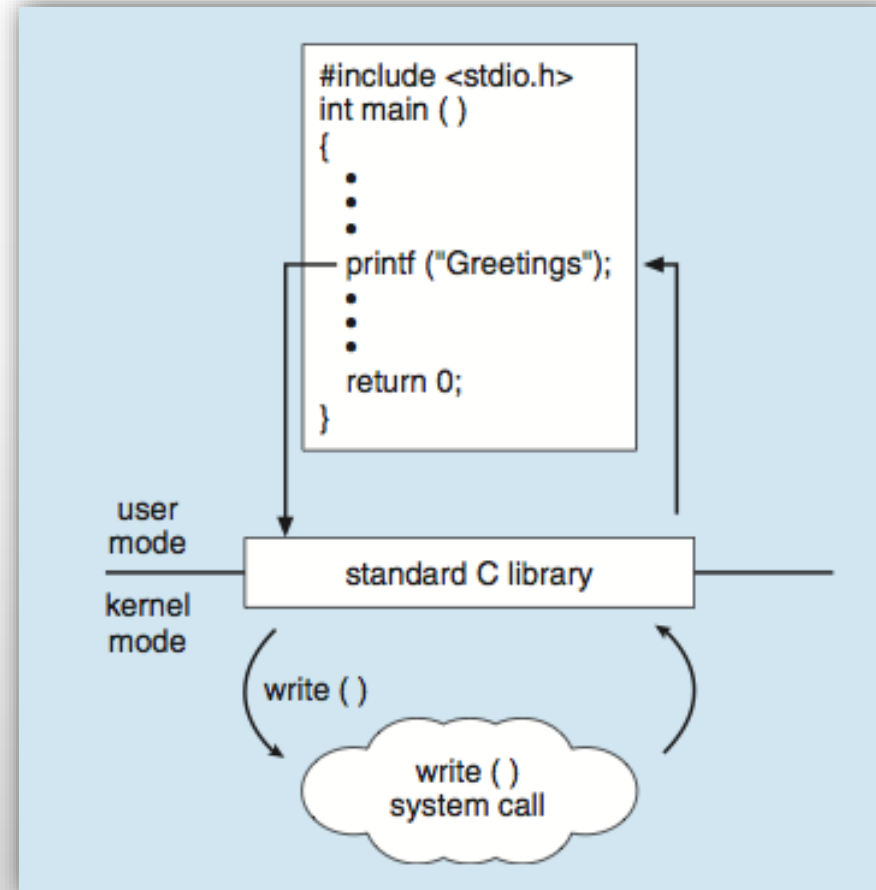 #include <stdio.h>
int main ( )
{
•
•
•
printf ("Greetings");
•
•
•
return 0;
}
user
mode
standard C library
kernel
mode
write ( )
write ( )
system call